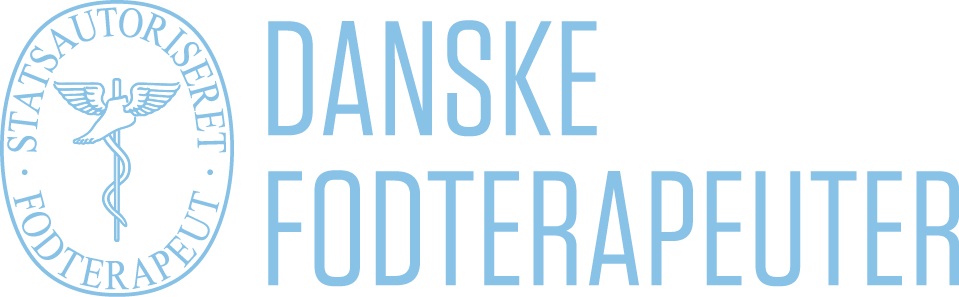 STATSAUTORISERET
· FODTERAPEUT ·
DANSKE
FODTERAPEUTER